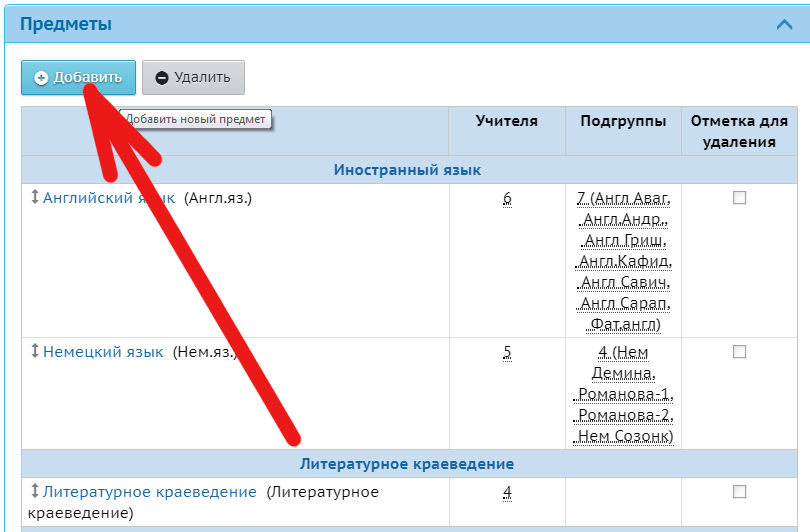 Предметы
Добавить
Удалить
Добавить новый предмет
Учителя
Подгруппы
Отметка для
удаления
Иностранный язык
Английский язык (Англ.яз.)
6
7 (Англ Аваг,
Англ.Андр.,
Англ Гриш,
Англ.Кафид,
Англ Савич,
Англ Сарап,
Фат.англ)
Немецкий язык (Нем.яз.)
5
4 (Нем
Демина,
Романова-1,
Романова-2,
Нем Созонк)
Литературное краеведение
Литературное краеведение (Литературное
краеведение)
4